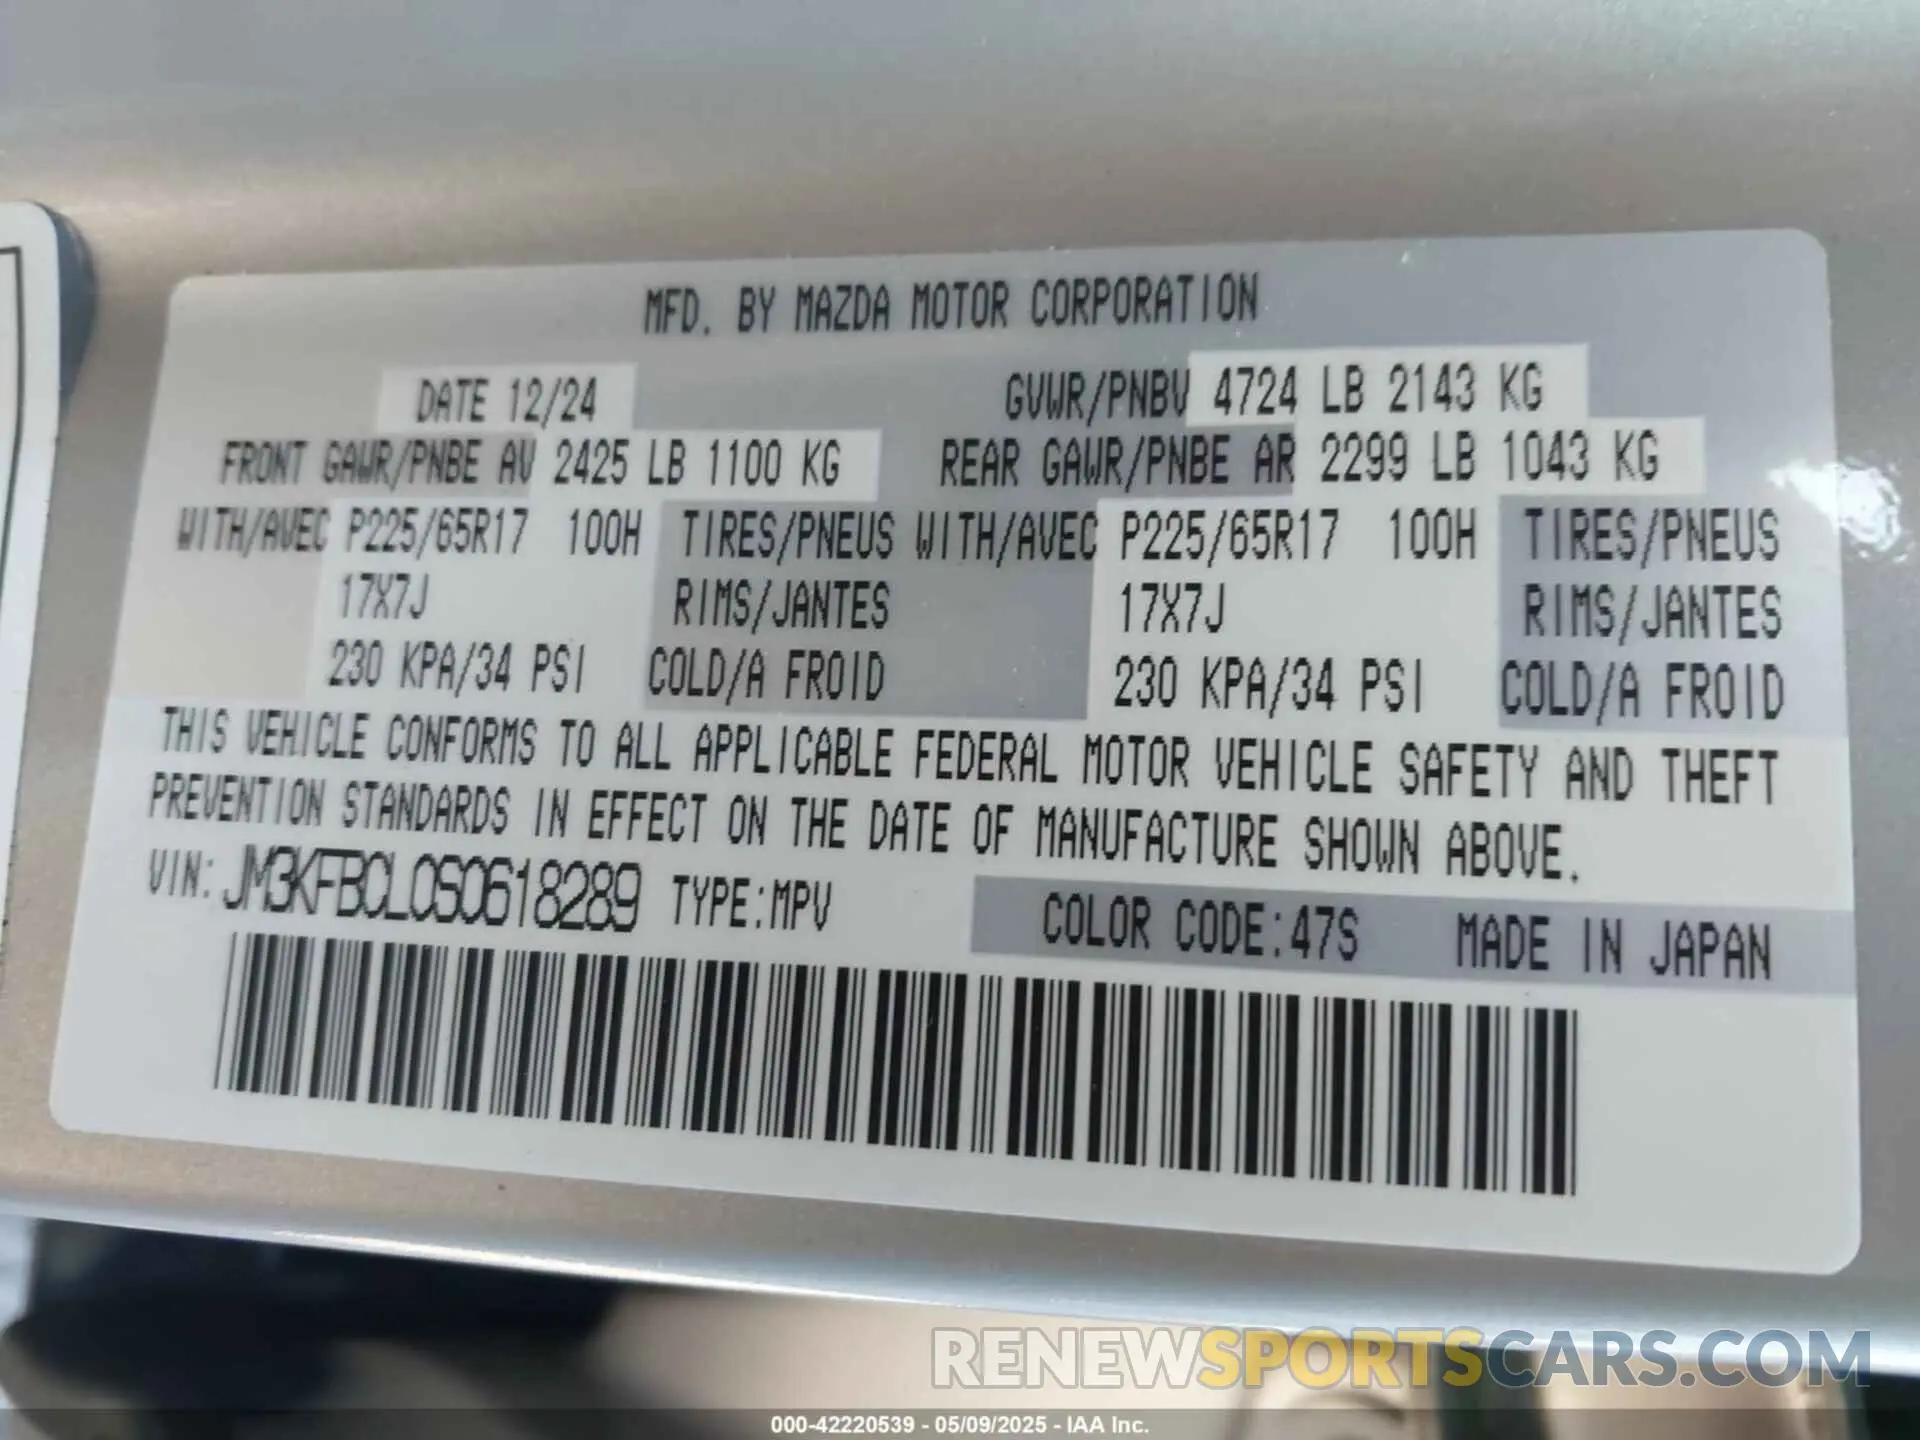 MFD. BY MAZDA MOTOR CORPORATION
DATE 12/24 GVWR/PNBV 4724 LB 2143 KG
FRONT GAWR/PNBE AV 2425 LB 1100 KG REAR GAWR/PNBE AR 2299 LB 1043 KG
WITH/AVEC P225/65R17 100H TIRES/PNEUS WITH/AVEC P225/65R17 100H TIRES/PNEUS
17X7J RIMS/JANTES 17X7J RIMS/JANTES
230 KPA/34 PSI COLD/A FROID 230 KPA/34 PSI COLD/A FROID
THIS VEHICLE CONFORMS TO ALL APPLICABLE FEDERAL MOTOR VEHICLE SAFETY AND THEFT
PREVENTION STANDARDS IN EFFECT ON THE DATE OF MANUFACTURE SHOWN ABOVE.
VIN: JM3KFBCL0S0618289 TYPE:MPV COLOR CODE:47S MADE IN JAPAN
RENEWSPORTSCARS.COM
000-42220539 - 05/09/2025 - IAA Inc.